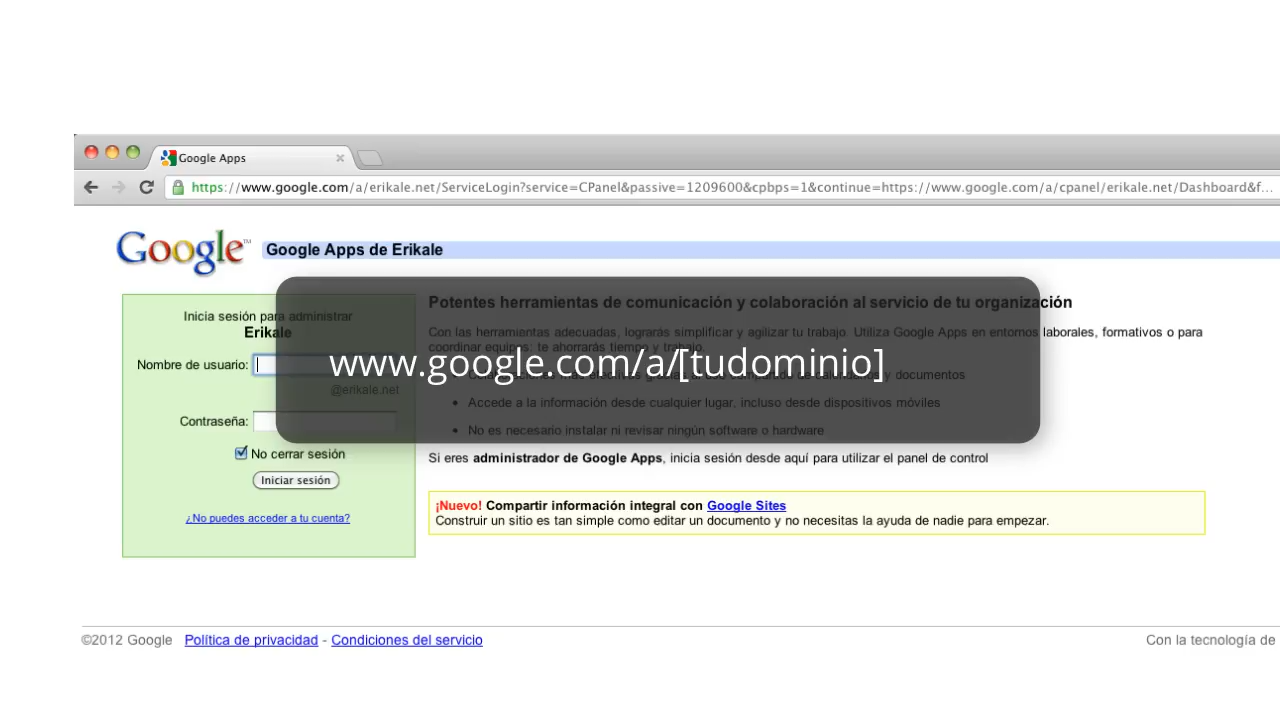 Google Apps
https://www.google.com/a/erikale.net/ServiceLogin?service=CPanel&passive=1209600&cpbps=1&continue=https://www.google.com/a/cpanel/erikale.net/Dashboard&f...
Google™
Google Apps de Erikale
Inicia sesión para administrar
Erikale
Nombre de usuario:
@erikale.net
Contraseña:
No cerrar sesión
Iniciar sesión
¿No puedes acceder a tu cuenta?
Potentes herramientas de comunicación y colaboración al servicio de tu organización
Con las herramientas adecuadas, lograrás simplificar y agilizar tu trabajo. Utiliza Google Apps en entornos laborales, formativos o para
coordinar equipos: te ahorrarás tiempo y trabajo.
www.google.com/a/[tudominio]
y documentos
Accede a la información desde cualquier lugar, incluso desde dispositivos móviles
No es necesario instalar ni revisar ningún software o hardware
Si eres administrador de Google Apps, inicia sesión desde aquí para utilizar el panel de control
¡Nuevo! Compartir información integral con Google Sites
Construir un sitio es tan simple como editar un documento y no necesitas la ayuda de nadie para empezar.
©2012 Google Política de privacidad - Condiciones del servicio
Con la tecnología de